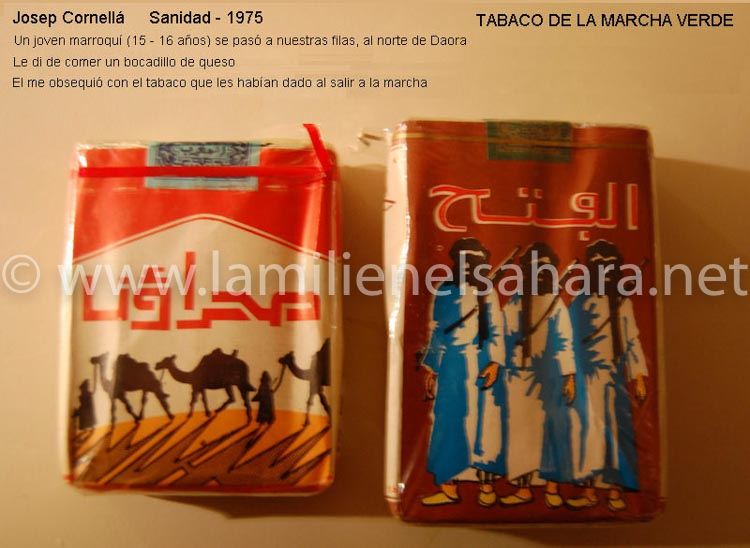 Josep Cornellá Sanidad - 1975 TABACO DE LA MARCHA VERDE
Un joven marroquí (15 - 16 años) se pasó a nuestras filas, al norte de Daora
Le di de comer un bocadillo de queso
El me obsequió con el tabaco que les habían dado al salir a la marcha
الفتح
© www.lamilienelsahara.net